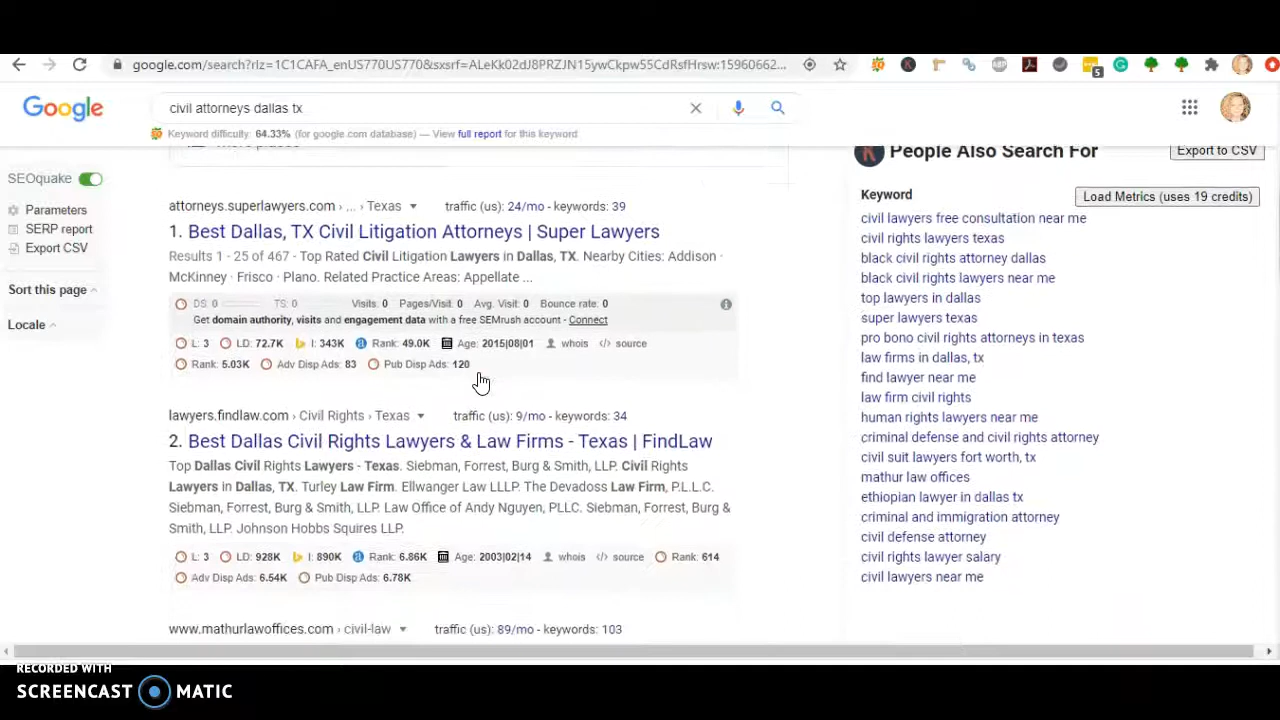 google.com/search?rlz=1C1CAFA_enUS770US770&sxsrf=ALeKk02dJ8PRZJN15ywCkpw55CdRsfHrsw:15960662...
5
Google
civil attorneys dallas tx
Keyword difficulty: 64.33% (for google.com database) — View full report for this keyword
SEOquake
Parameters
SERP report
Export CSV
Sort this page
Locale
attorneys.superlawyers.com › ... › Texas traffic (us): 24/mo - keywords: 39
1. Best Dallas, TX Civil Litigation Attorneys | Super Lawyers
Results 1 - 25 of 467 - Top Rated Civil Litigation Lawyers in Dallas, TX. Nearby Cities: Addison ·
McKinney · Frisco · Plano. Related Practice Areas: Appellate ...
DS: 0 TS: 0 Visits: 0 Pages/Visit: 0 Avg. Visit: 0 Bounce rate: 0
Get domain authority, visits and engagement data with a free SEMrush account - Connect
L: 3 LD: 72.7K I: 343K Rank: 49.0K Age: 2015|08|01 whois </> source
Rank: 5.03K Adv Disp Ads: 83 Pub Disp Ads: 120
lawyers.findlaw.com › Civil Rights › Texas traffic (us): 9/mo - keywords: 34
2. Best Dallas Civil Rights Lawyers & Law Firms - Texas | FindLaw
Top Dallas Civil Rights Lawyers - Texas. Siebman, Forrest, Burg & Smith, LLP. Civil Rights
Lawyers in Dallas, TX. Turley Law Firm. Ellwanger Law LLLP. The Devadoss Law Firm, P.L.L.C.
Siebman, Forrest, Burg & Smith, LLP. Law Office of Andy Nguyen, PLLC. Siebman, Forrest, Burg &
Smith, LLP. Johnson Hobbs Squires LLP.
L: 3 LD: 928K I: 890K Rank: 6.86K Age: 2003|02|14 whois </> source Rank: 614
Adv Disp Ads: 6.54K Pub Disp Ads: 6.78K
www.mathurlawoffices.com › civil-law traffic (us): 89/mo - keywords: 103
People Also Search For
Export to CSV
Keyword
Load Metrics (uses 19 credits)
civil lawyers free consultation near me
civil rights lawyers texas
black civil rights attorney dallas
black civil rights lawyers near me
top lawyers in dallas
super lawyers texas
pro bono civil rights attorneys in texas
law firms in dallas, tx
find lawyer near me
law firm civil rights
human rights lawyers near me
criminal defense and civil rights attorney
civil suit lawyers fort worth, tx
mathur law offices
ethiopian lawyer in dallas tx
criminal and immigration attorney
civil defense attorney
civil rights lawyer salary
civil lawyers near me
RECORDED WITH
SCREENCAST MATIC